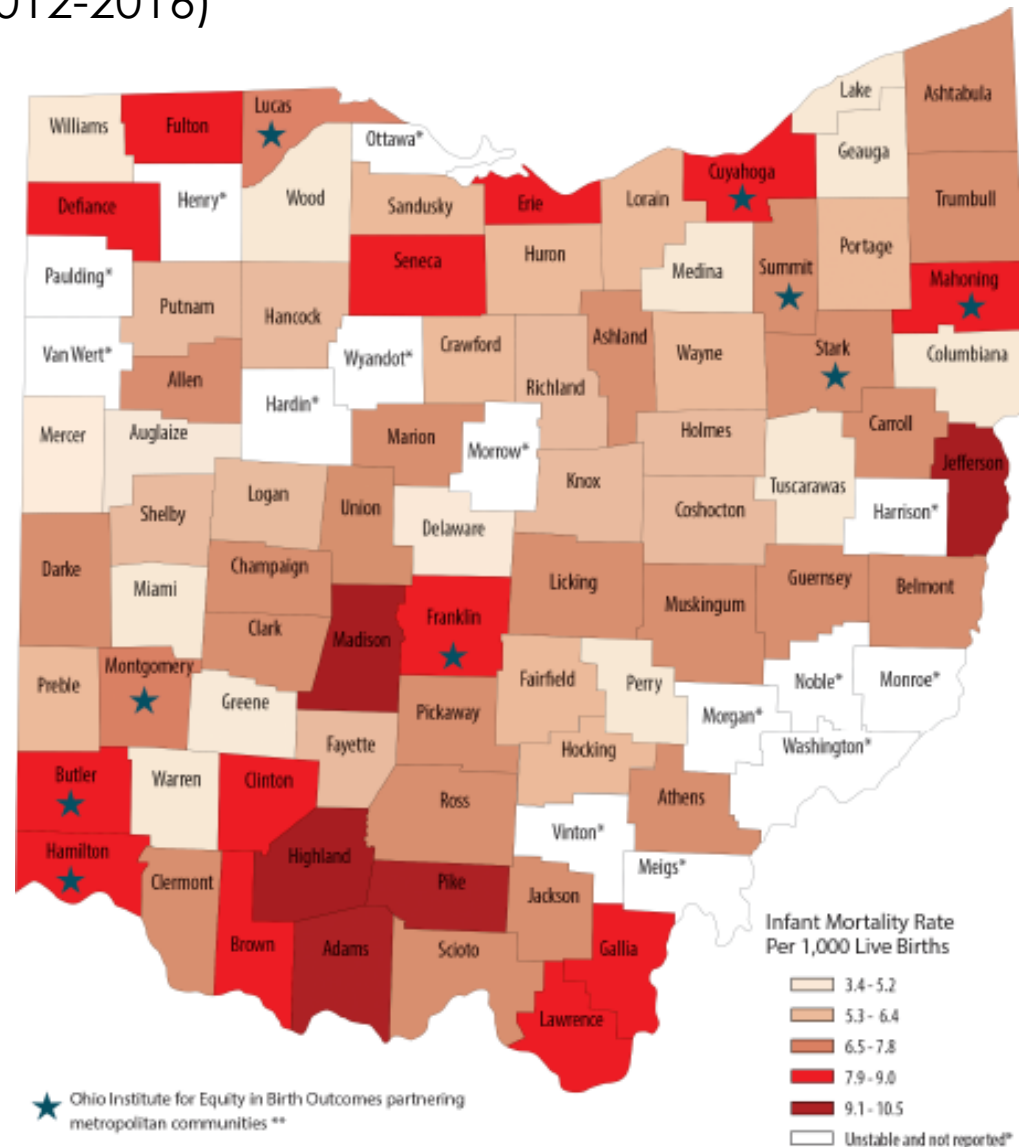 012-2016)
Lake
Ashtabula
Williams
Fulton
Lucas
Ottawa*
Geauga
Cuyahoga
Defiance
Henry*
Wood
Sandusky
Erie
Lorain
Trumbull
Portage
Seneca
Huron
Medina
Summit
Mahoning
Paulding*
Putnam
Hancock
Van Wert*
Wyandot*
Crawford
Ashland
Wayne
Stark
Columbiana
Allen
Richland
Hardin*
Mercer
Auglaize
Marion
Morrow*
Holmes
Carroll
Jefferson
Knox
Tuscarawas
Logan
Union
Shelby
Delaware
Coshocton
Harrison*
Darke
Champaign
Miami
Licking
Guernsey
Belmont
Muskingum
Franklin
Clark
Madison
Montgomery
Preble
Greene
Fairfield
Perry
Noble*
Monroe*
Pickaway
Morgan*
Fayette
Hocking
Washington*
Butler
Warren
Clinton
Ross
Athens
Vinton*
Hamilton
Highland
Meigs*
Clermont
Pike
Jackson
Brown
Adams
Scioto
Gallia
Lawrence
Infant Mortality Rate
Per 1,000 Live Births
3.4 - 5.2
5.3 - 6.4
6.5 - 7.8
7.9 - 9.0
9.1 - 10.5
Unstable and not reported*
Ohio Institute for Equity in Birth Outcomes partnering
metropolitan communities **